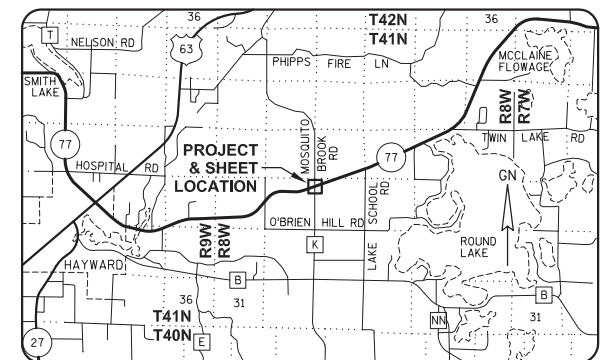 36
36
T42N
T41N
T
NELSON RD
63
MCCLAINE
FLOWAGE
PHIPPS FIRE LN
SMITH
LAKE
R8W
R7W
TWIN LAKE RD
77
MOSQUITO
BROOK
RD
PROJECT
& SHEET
LOCATION
77
HOSPITAL RD
GN
SCHOOL
RD
O'BRIEN HILL RD
R9W
R8W
K
LAKE
ROUND
LAKE
HAYWARD
B
B
36
31
31
T41N
T40N
NN
27
E